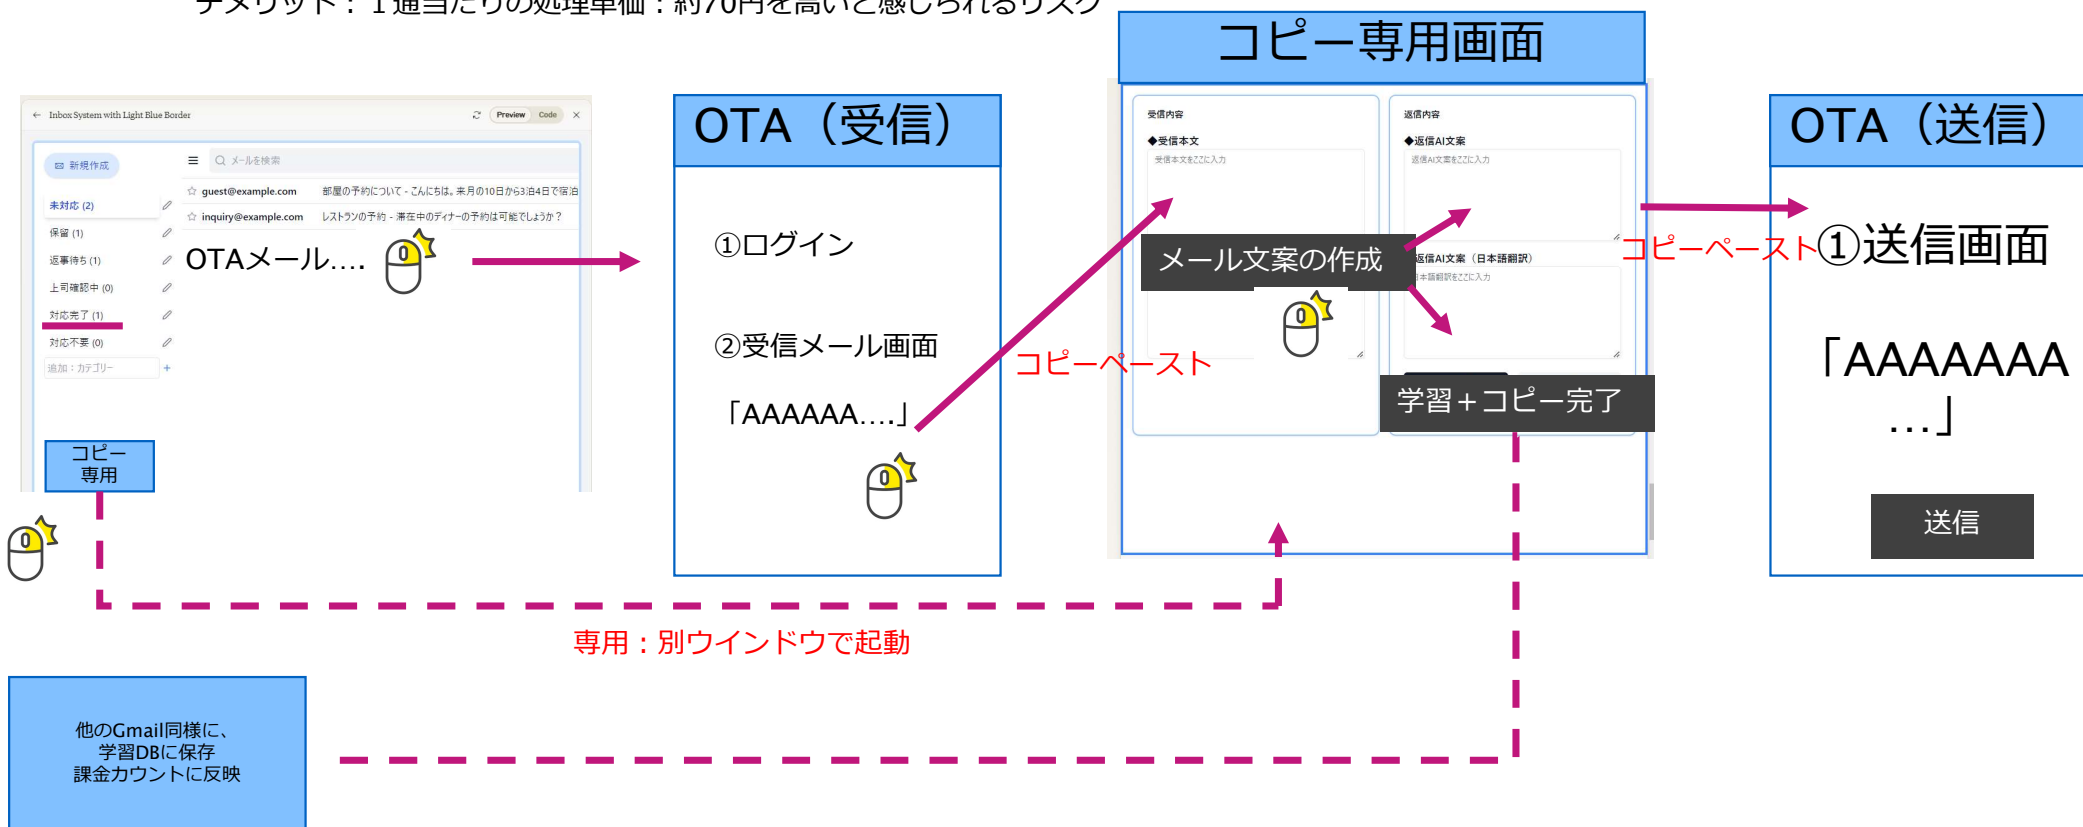 デメリット：１通当たりの処理単価：約70円を高いと感じられるリスク
Inbox System with Light Blue Border
Preview Code
新規作成
メールを検索
未対応 (2)
保留 (1)
返事待ち (1)
上司確認中 (0)
対応完了 (1)
対応不要 (0)
追加：カテゴリー
guest@example.com 部屋の予約について - こんにちは。来月の10日から3泊4日で宿泊
inquiry@example.com レストランの予約 - 滞在中のディナーの予約は可能でしょうか？
OTAメール....
コピー
専用
OTA（受信）
①ログイン
②受信メール画面
「AAAAAA....」
コピーペースト
コピー専用画面
受信内容
◆受信本文
受信本文をここに入力
メール文案の作成
返信内容
◆返信AI文案
返信AI文案をここに入力
返信AI文案（日本語翻訳）
日本語翻訳をここに入力
学習＋コピー完了
コピーペースト
OTA（送信）
①送信画面
「AAAAAAA
…」
送信
専用：別ウインドウで起動
他のGmail同様に、
学習DBに保存
課金カウントに反映